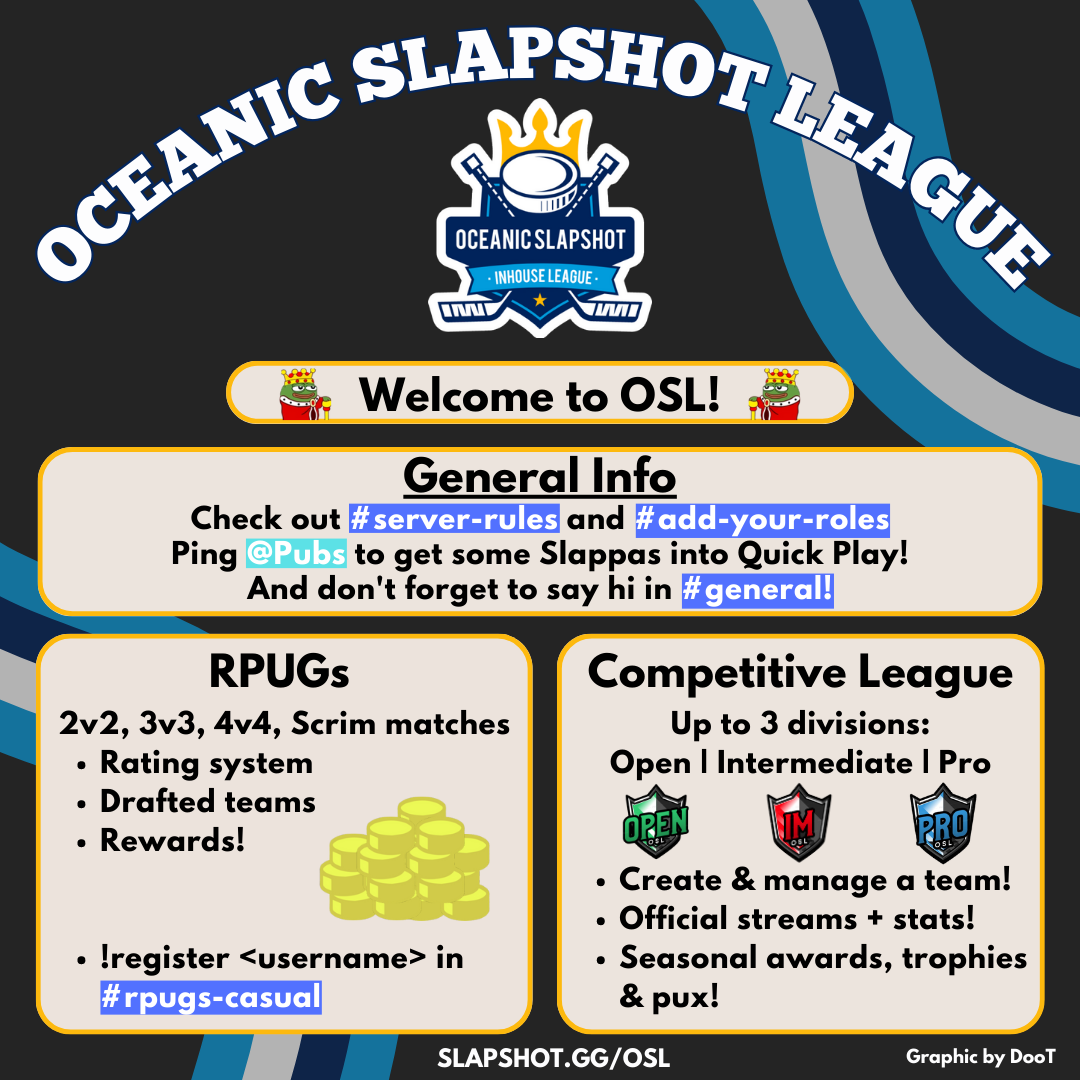 OCEANIC SLAPSHOT LEAGUE
OCEANIC SLAPSHOT
· INHOUSE LEAGUE ·
Welcome to OSL!
General Info
Check out #server-rules and #add-your-roles
Ping @Pubs to get some Slappas into Quick Play!
And don't forget to say hi in #general!
RPUGs
2v2, 3v3, 4v4, Scrim matches
• Rating system
• Drafted teams
• Rewards!
• !register <username> in
#rpugs-casual
Competitive League
Up to 3 divisions:
Open | Intermediate | Pro
OPEN
OSL
IM
OSL
PRO
OSL
• Create & manage a team!
• Official streams + stats!
• Seasonal awards, trophies
& pux!
SLAPSHOT.GG/OSL
Graphic by DooT